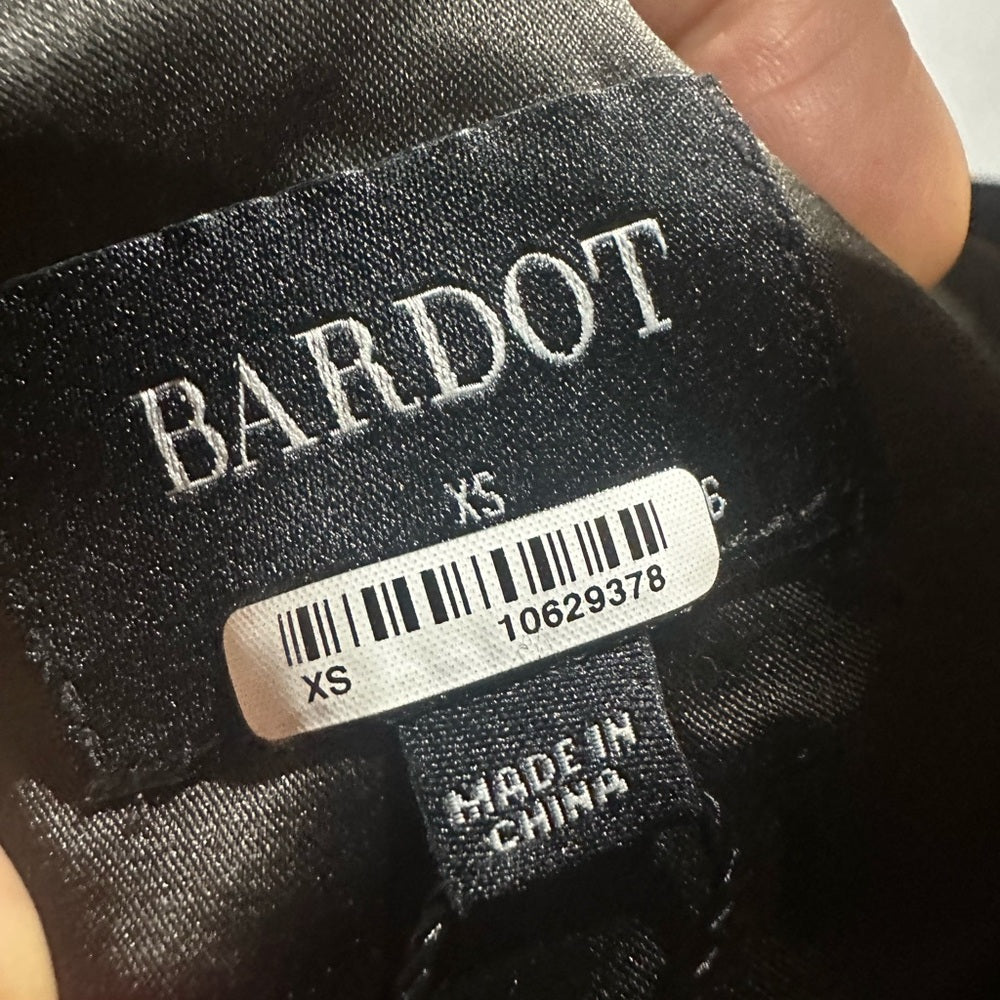 BARDOT
XS
6
10629378
XS
MADE IN
CHINA